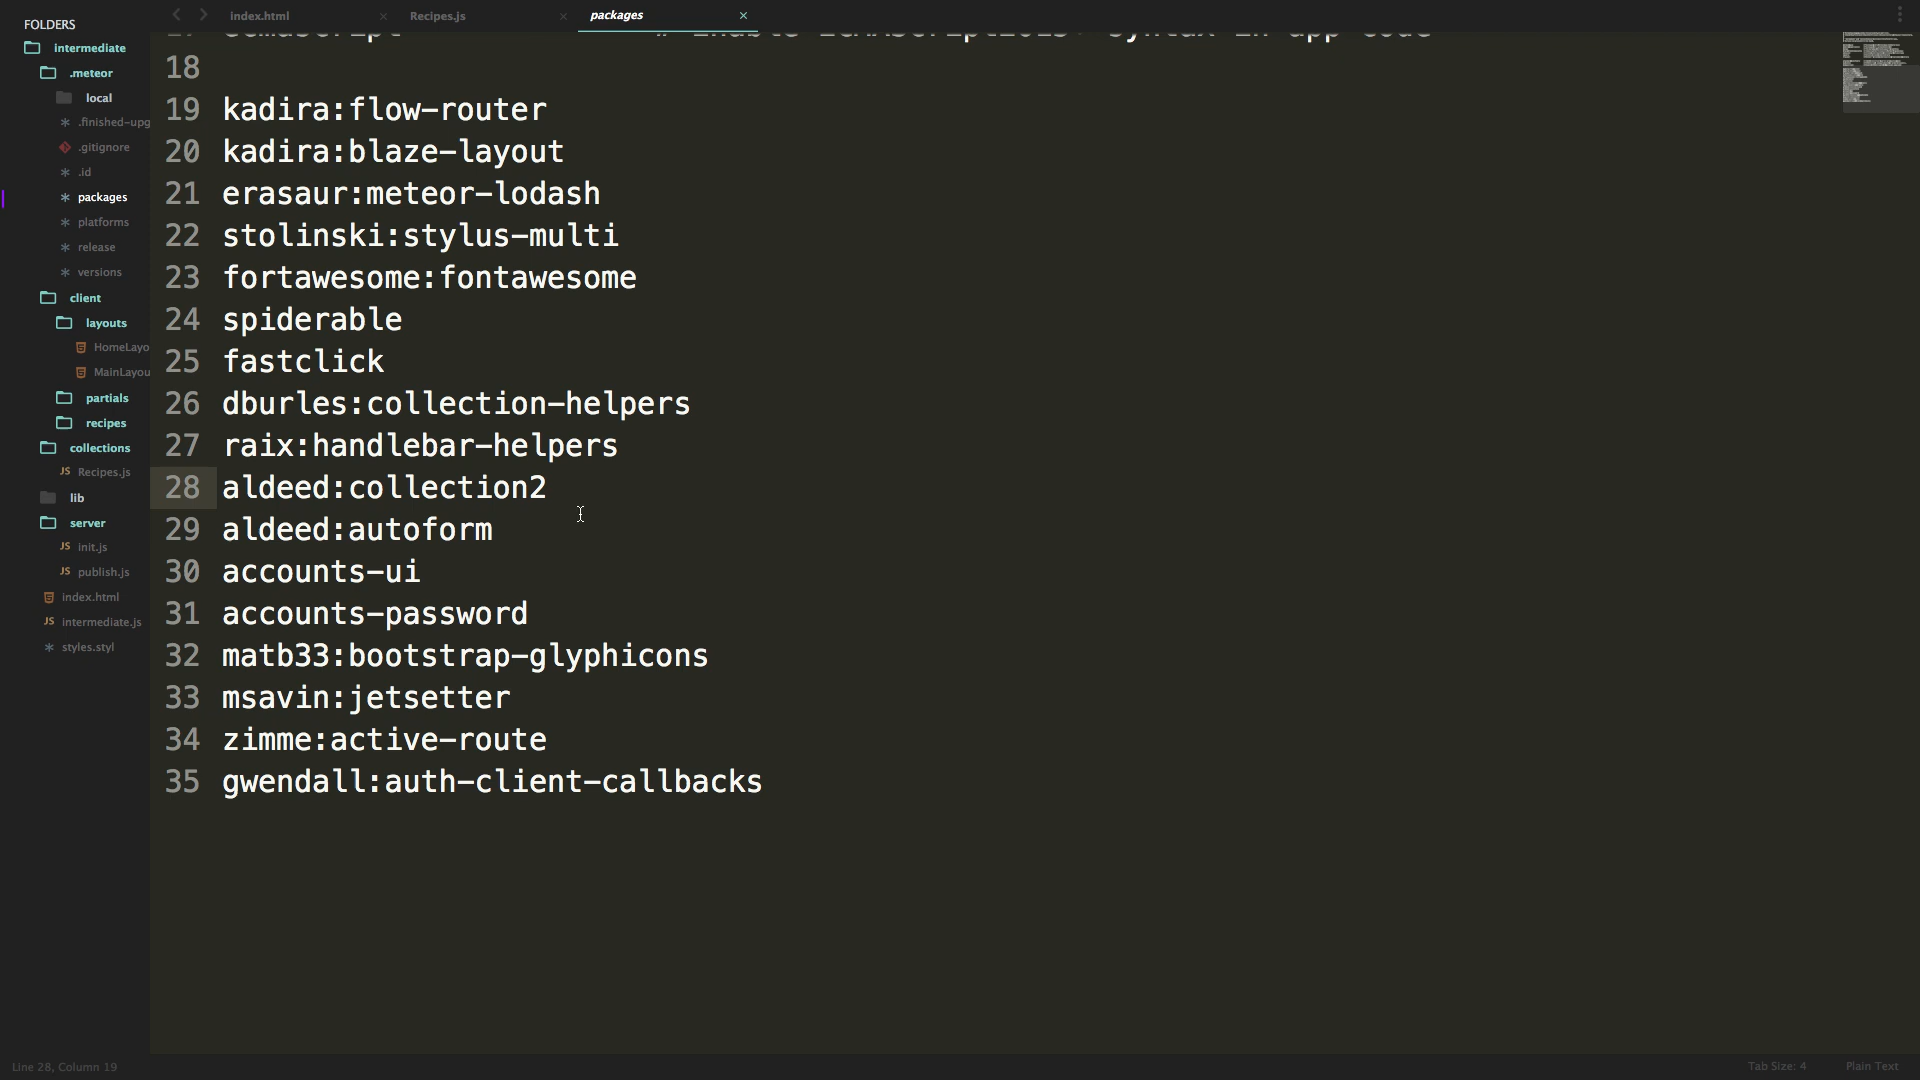 FOLDERS
intermediate
.meteor
local
.finished-upg
.gitignore
.id
packages
platforms
release
versions
client
layouts
HomeLayo
MainLayou
partials
recipes
collections
JS Recipes.js
lib
server
JS init.js
JS publish.js
index.html
JS intermediate.js
styles.styl
index.html
Recipes.js
packages
18
19 kadira:flow-router
20 kadira:blaze-layout
21 erasaur:meteor-lodash
22 stolinski:stylus-multi
23 fortawesome:fontawesome
24 spiderable
25 fastclick
26 dburles:collection-helpers
27 raix:handlebar-helpers
28 aldeed:collection2
29 aldeed:autoform
30 accounts-ui
31 accounts-password
32 matb33:bootstrap-glyphicons
33 msavin:jetsetter
34 zimme:active-route
35 gwendall:auth-client-callbacks
Line 28, Column 19
Tab Size: 4
Plain Text